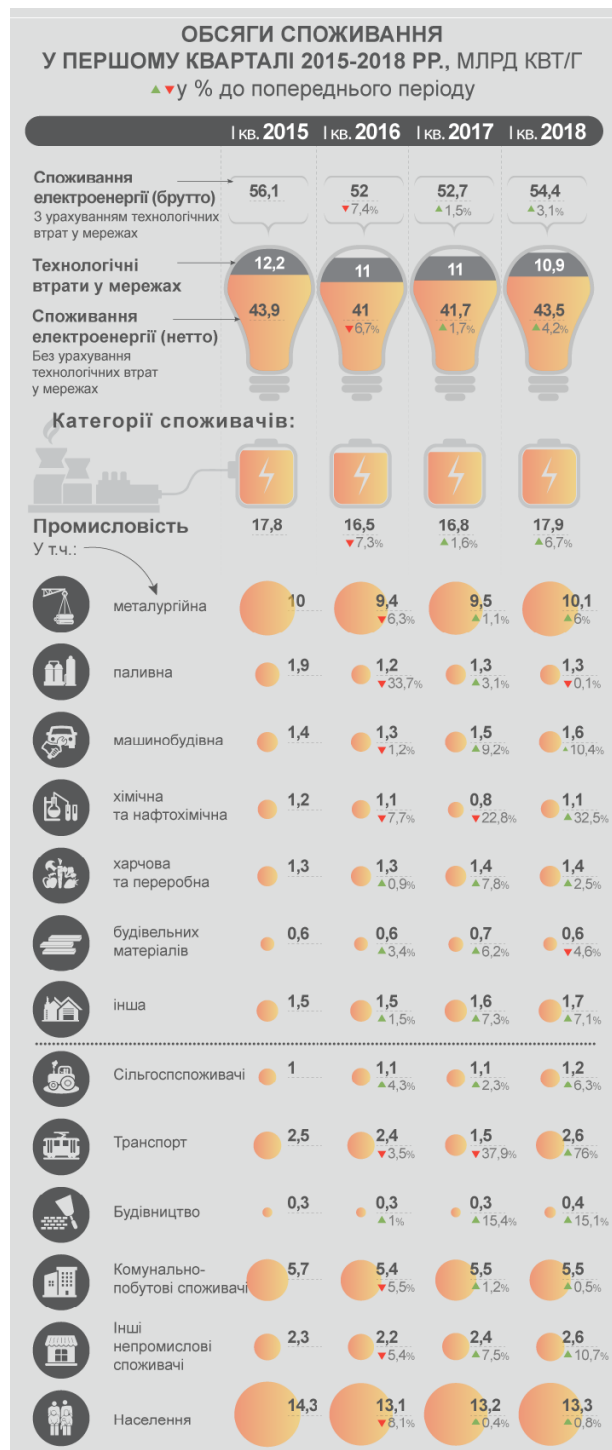 ОБСЯГИ СПОЖИВАННЯ
У ПЕРШОМУ КВАРТАЛІ 2015-2018 РР., МЛРД КВТ/Г
▲▼у % до попереднього періоду
І КВ. 2015 І КВ. 2016 І КВ. 2017 І КВ. 2018
Споживання
електроенергії (брутто)
З урахуванням технологічних
втрат у мережах
56,1 52 52,7 54,4
▼7,4% ▲1,5% ▲3,1%
Технологічні
втрати у мережах
12,2 11 11 10,9
Споживання
електроенергії (нетто)
Без урахування
технологічних втрат
у мережах
43,9 41 41,7 43,5
▼6,7% ▲1,7% ▲4,2%
Категорії споживачів:
Промисловість
У т.ч.:
17,8 16,5 16,8 17,9
▼7,3% ▲1,6% ▲6,7%
металургійна
10 9,4 9,5 10,1
▼6,3% ▲1,1% ▲6%
паливна
1,9 1,2 1,3 1,3
▼33,7% ▲3,1% ▼0,1%
машинобудівна
1,4 1,3 1,5 1,6
▼1,2% ▲9,2% ▲10,4%
хімічна
та нафтохімічна
1,2 1,1 0,8 1,1
▼7,7% ▼22,8% ▲32,5%
харчова
та переробна
1,3 1,3 1,4 1,4
▲0,9% ▲7,8% ▲2,5%
будівельних
матеріалів
0,6 0,6 0,7 0,6
▲3,4% ▲6,2% ▼4,6%
інша
1,5 1,5 1,6 1,7
▲1,5% ▲7,3% ▲7,1%
Сільгоспспоживачі
1 1,1 1,1 1,2
▲4,3% ▲2,3% ▲6,3%
Транспорт
2,5 2,4 1,5 2,6
▼3,5% ▼37,9% ▲76%
Будівництво
0,3 0,3 0,3 0,4
▲1% ▲15,4% ▲15,1%
Комунально-
побутові споживачі
5,7 5,4 5,5 5,5
▼5,5% ▲1,2% ▲0,5%
Інші
непромислові
споживачі
2,3 2,2 2,4 2,6
▼5,4% ▲7,5% ▲10,7%
Населення
14,3 13,1 13,2 13,3
▼8,1% ▲0,4% ▲0,8%